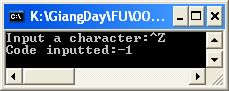 K:\GiangDay\FU\OO...
Input a character:^Z
Code inputted:-1